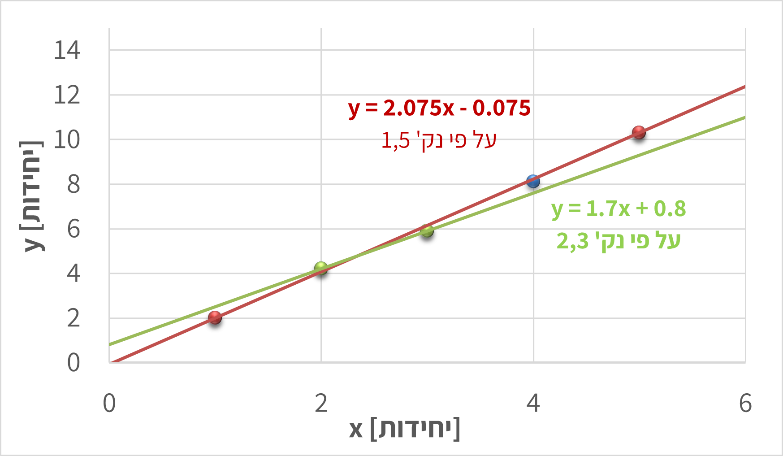 14
12
10
8
6
4
2
0
y [יחידות]
y = 2.075x - 0.075
על פי נק' 1,5
y = 1.7x + 0.8
על פי נק' 2,3
0 2 4 6
x [יחידות]